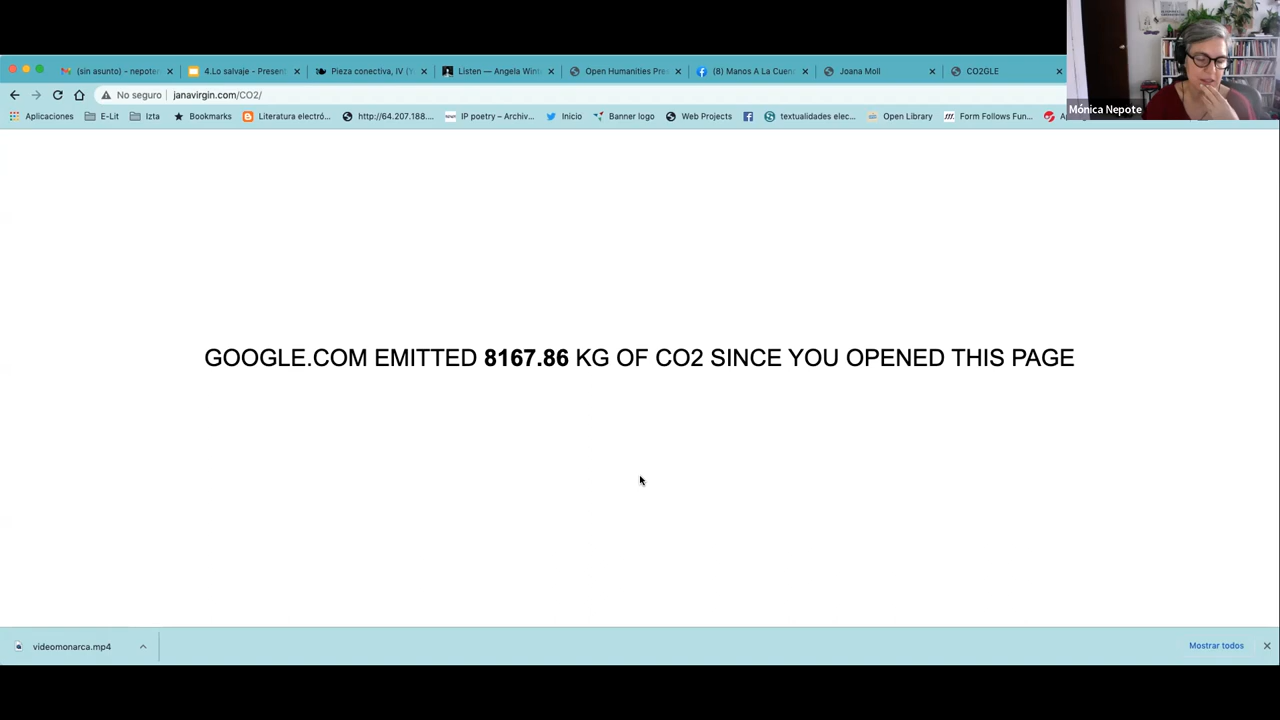 (sin asunto) - nepoter
4.Lo salvaje - Present
Pieza conectiva, IV (Y
Listen — Angela Wint
Open Humanities Pre
(8) Manos A La Cuen
Joana Moll
CO2GLE
No seguro
janavirgin.com/CO2/
Mónica Nepote
Aplicaciones
E-Lit
Izta
Bookmarks
Literatura electró...
http://64.207.188....
IP poetry – Archiv...
Inicio
Banner logo
Web Projects
textualidades elec...
Open Library
Form Follows Fun...
GOOGLE.COM EMITTED 8167.86 KG OF CO2 SINCE YOU OPENED THIS PAGE
videomonarca.mp4
Mostrar todos